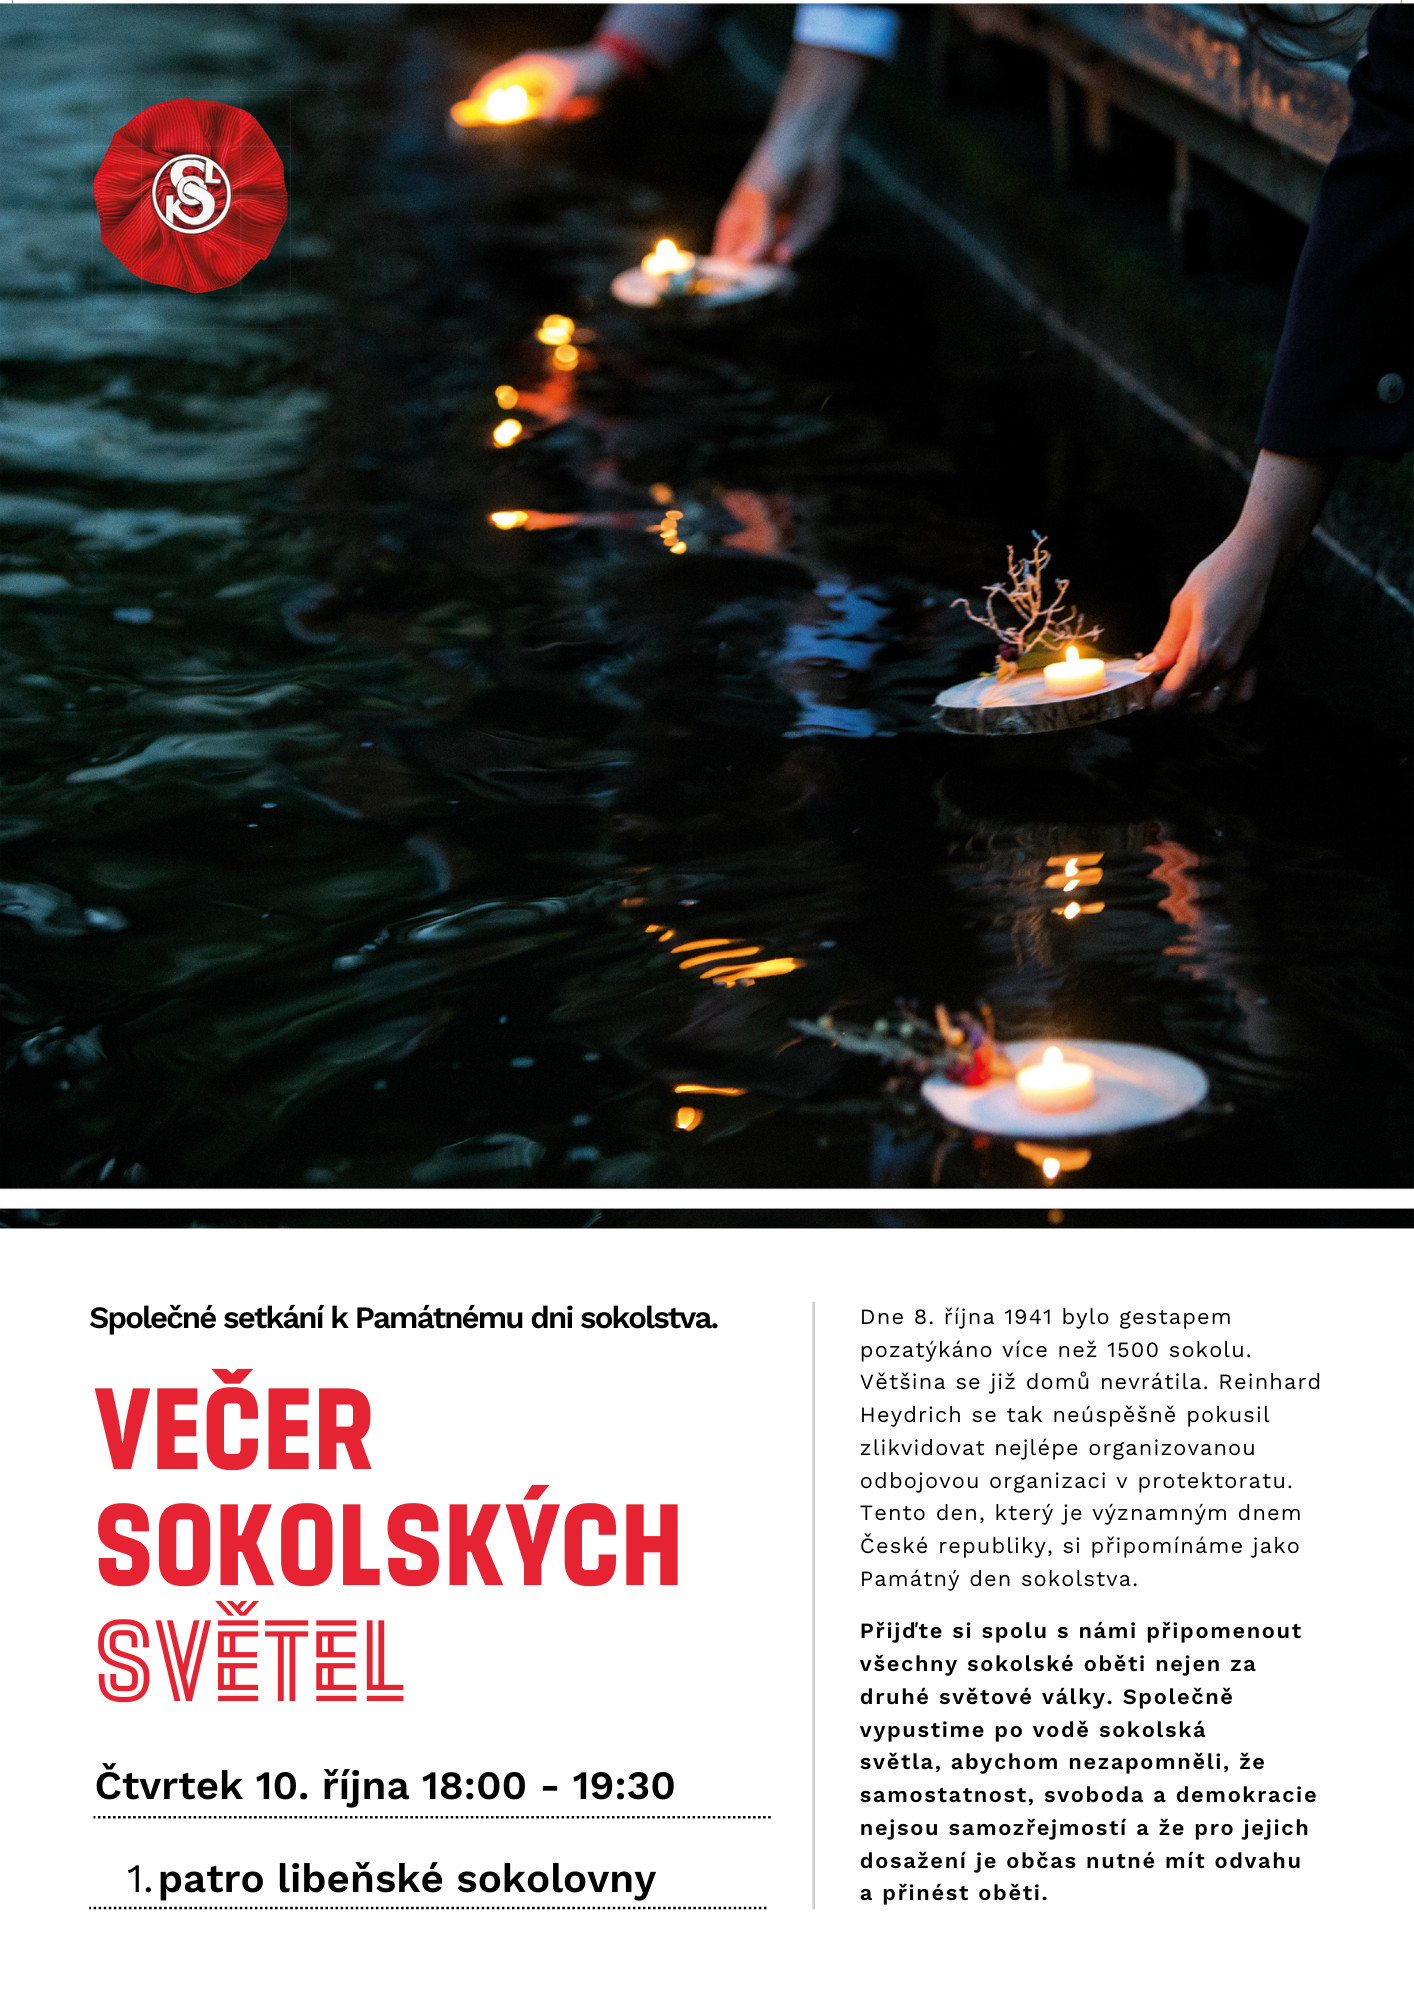 Společné setkání k Památnému dni sokolstva.
VEČER
SOKOLSKÝCH
SVĚTEL
Čtvrtek 10. října 18:00 - 19:30
1. patro libeňské sokolovny
Dne 8. října 1941 bylo gestapem
pozatýkáno více než 1500 sokolu.
Většina se již domů nevrátila. Reinhard
Heydrich se tak neúspěšně pokusil
zlikvidovat nejlépe organizovanou
odbojovou organizaci v protektoratu.
Tento den, který je významným dnem
České republiky, si připomínáme jako
Památný den sokolstva.
Přijďte si spolu s námi připomenout
všechny sokolské oběti nejen za
druhé světové války. Společně
vypustime po vodě sokolská
světla, abychom nezapomněli, že
samostatnost, svoboda a demokracie
nejsou samozřejmostí a že pro jejich
dosažení je občas nutné mít odvahu
a přinést oběti.